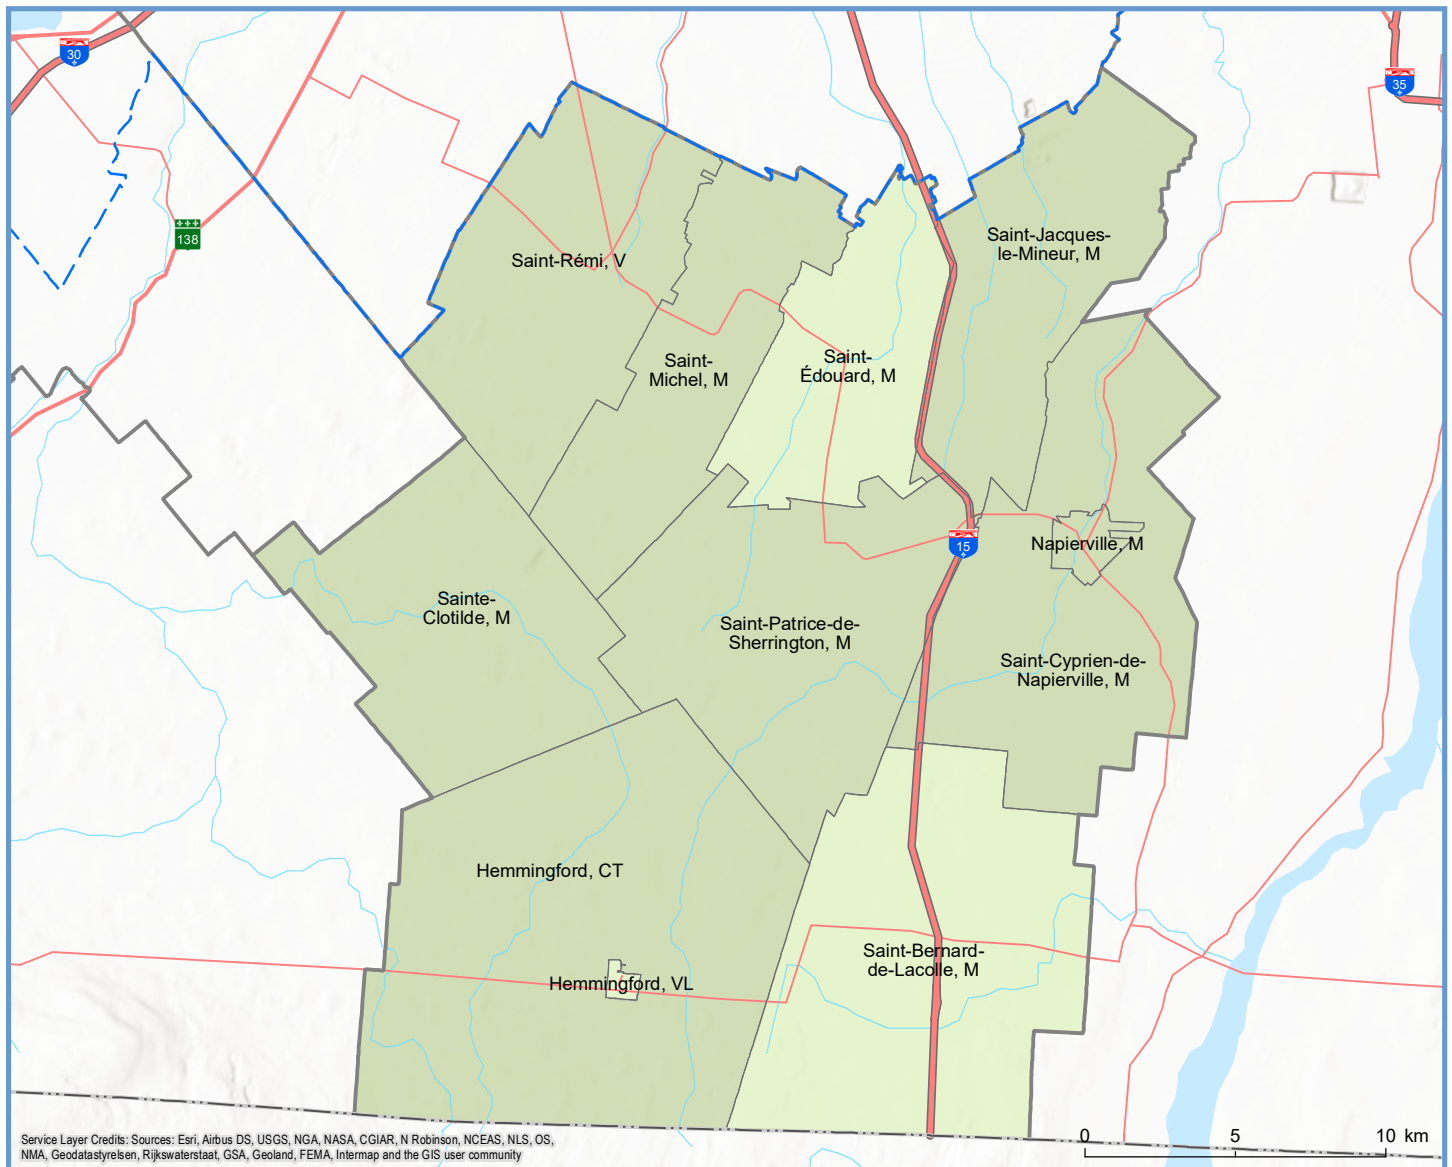 30
35
138
Saint-Jacques-
le-Mineur, M
Saint-Rémi, V
Saint-
Michel, M
Saint-
Édouard, M
15
Napierville, M
Sainte-
Clotilde, M
Saint-Patrice-de-
Sherrington, M
Saint-Cyprien-de-
Napierville, M
Hemmingford, CT
Saint-Bernard-
de-Lacolle, M
Hemmingford, VL
Service Layer Credits: Sources: Esri, Airbus DS, USGS, NGA, NASA, CGIAR, N Robinson, NCEAS, NLS, OS,
NMA, Geodatastyrelsen, Rijkswaterstaat, GSA, Geoland, FEMA, Intermap and the GIS user community
0 5 10 km